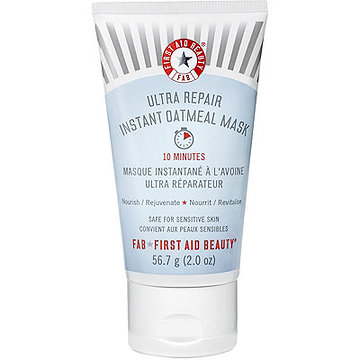 FIRST AID BEAUTY
FAB
ULTRA REPAIR
INSTANT OATMEAL MASK
10 MINUTES
MASQUE INSTANTANÉ À L'AVOINE
ULTRA RÉPARATEUR
Nourish / Rejuvenate ★ Nourrit / Revitalise
SAFE FOR SENSITIVE SKIN
CONVIENT AUX PEAUX SENSIBLES
FAB ★ FIRST AID BEAUTY®
56.7 g (2.0 oz)